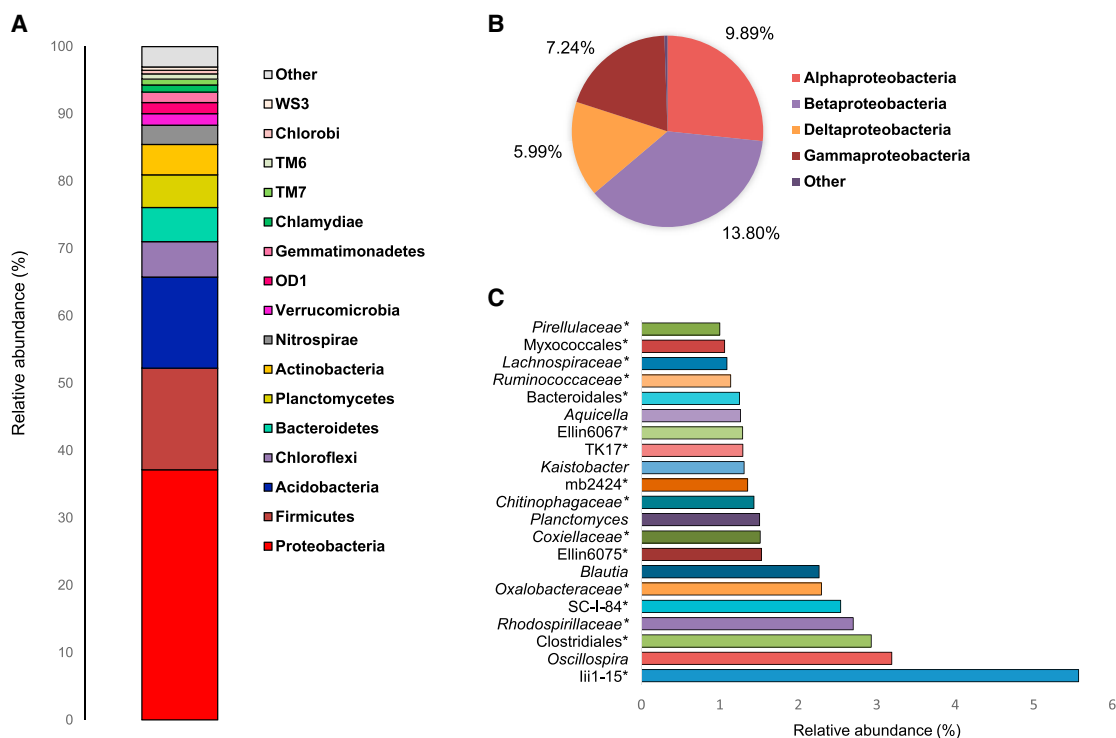 A
100
90
80
70
60
50
40
30
20
10
0
Relative abundance (%)
Other
WS3
Chlorobi
TM6
TM7
Chlamydiae
Gemmatimonadetes
OD1
Verrucomicrobia
Nitrospirae
Actinobacteria
Planctomycetes
Bacteroidetes
Chloroflexi
Acidobacteria
Firmicutes
Proteobacteria
B
7.24%
9.89%
5.99%
13.80%
Alphaproteobacteria
Betaproteobacteria
Deltaproteobacteria
Gammaproteobacteria
Other
C
Pirellulaceae*
Myxococcales*
Lachnospiraceae*
Ruminococcaceae*
Bacteroidales*
Aquicella
Ellin6067*
TK17*
Kaistobacter
mb2424*
Chitinophagaceae*
Planctomyces
Coxiellaceae*
Ellin6075*
Blautia
Oxalobacteraceae*
SC-I-84*
Rhodospirillaceae*
Clostridiales*
Oscillospira
Iii1-15*
0 1 2 3 4 5 6
Relative abundance (%)